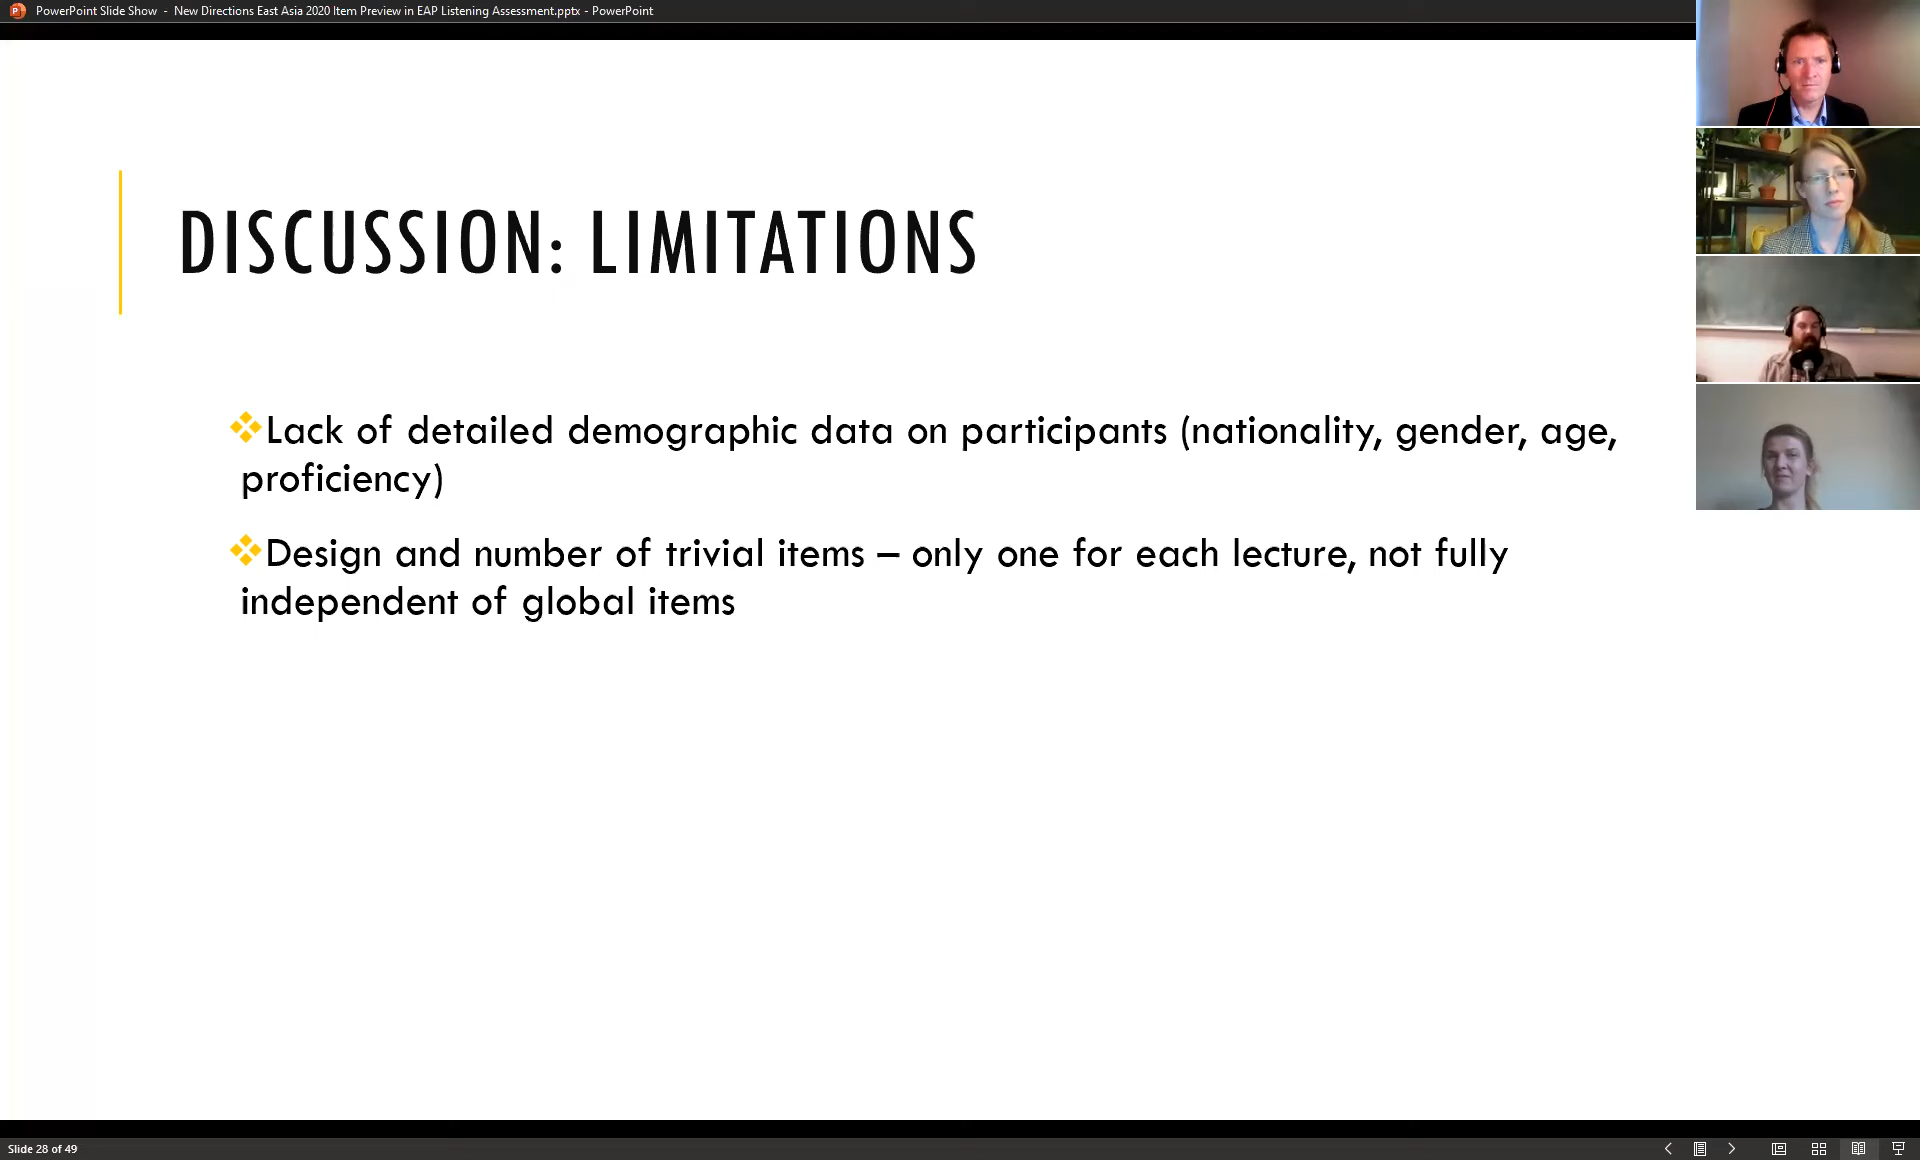 PowerPoint Slide Show - New Directions East Asia 2020 Item Preview in EAP Listening Assessment.pptx - PowerPoint
DISCUSSION: LIMITATIONS
Lack of detailed demographic data on participants (nationality, gender, age,
proficiency)
Design and number of trivial items – only one for each lecture, not fully
independent of global items
Slide 28 of 49